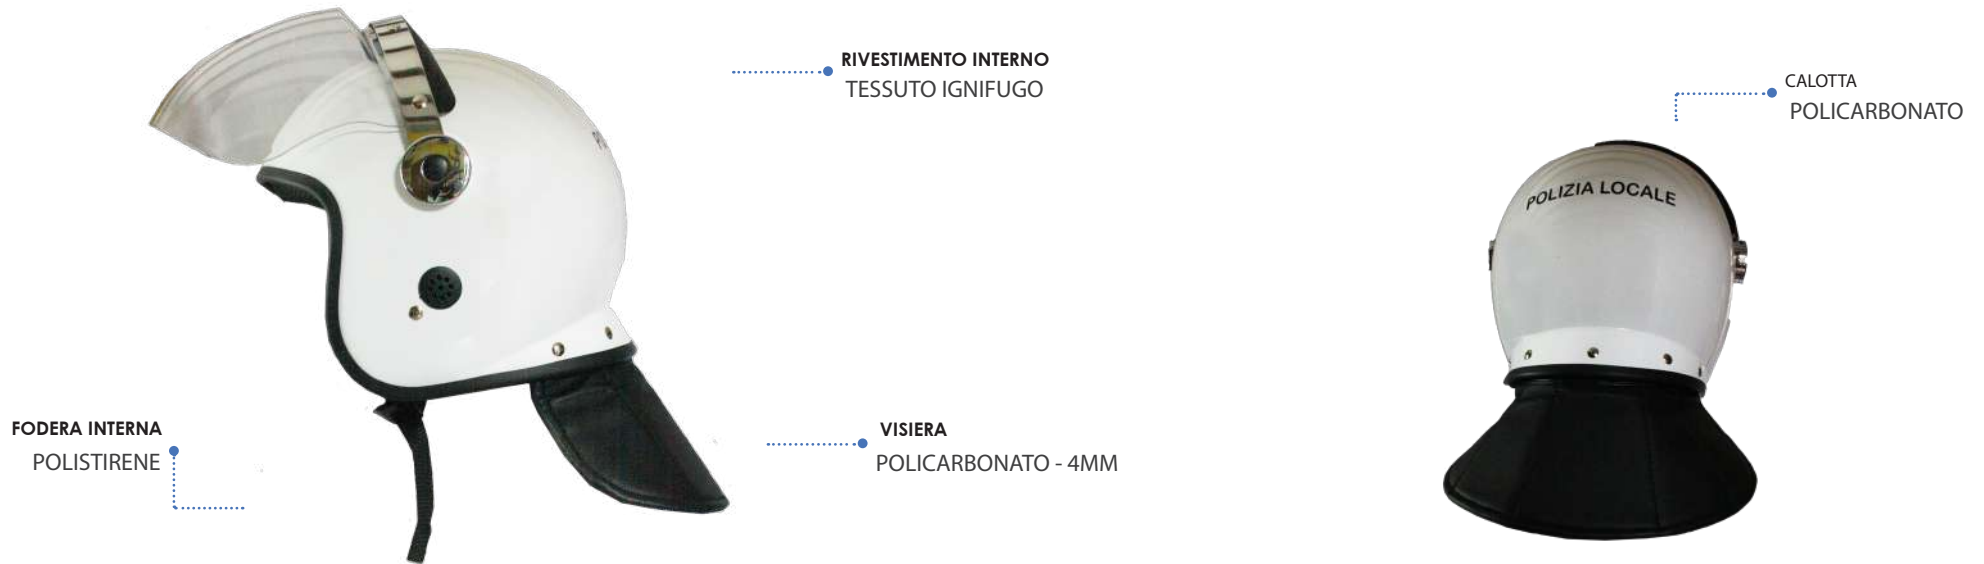 RIVESTIMENTO INTERNO
TESSUTO IGNIFUGO
CALOTTA
POLICARBONATO
POLIZIA LOCALE
FODERA INTERNA
POLISTIRENE
VISIERA
POLICARBONATO - 4MM